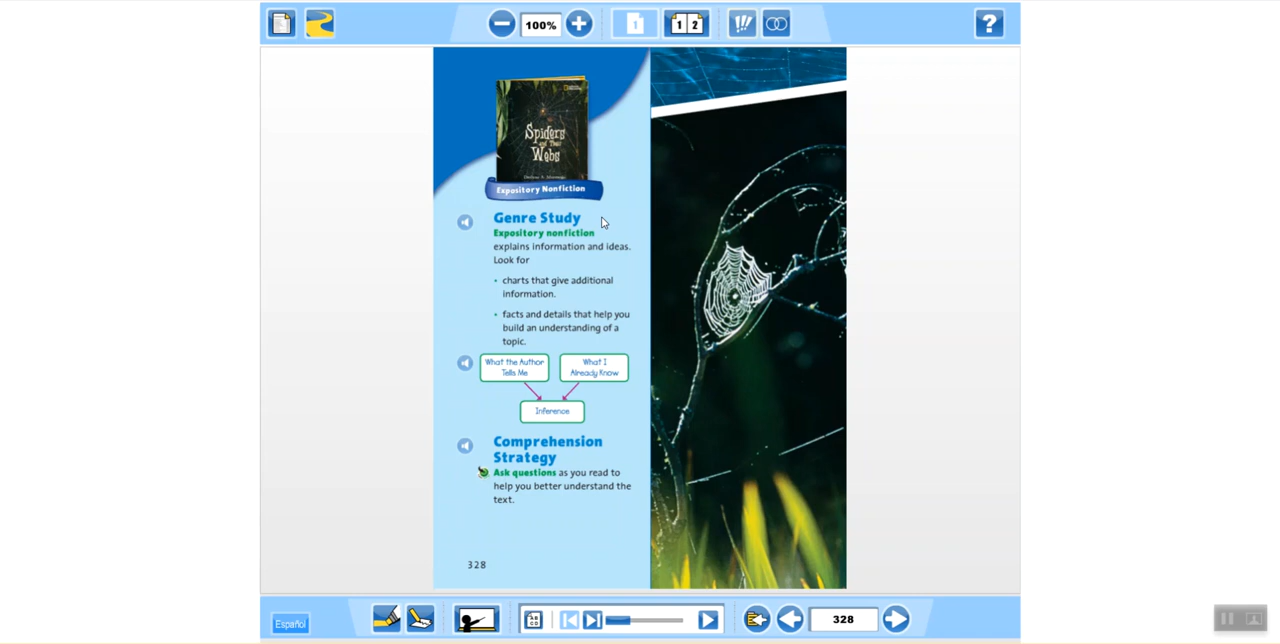 100%
1
1 2
!!!
?
Spiders
and Their
Webs
Expository Nonfiction
Genre Study
Expository nonfiction
explains information and ideas.
Look for
• charts that give additional
information.
• facts and details that help you
build an understanding of a
topic.
What the Author
Tells Me
What I
Already Know
Inference
Comprehension
Strategy
Ask questions as you read to
help you better understand the
text.
328
Español
328